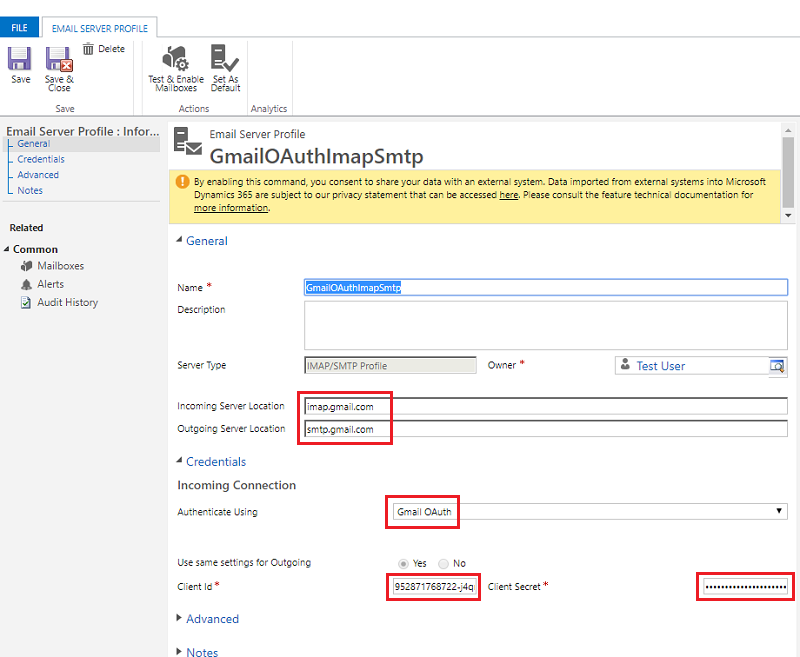 FILE
EMAIL SERVER PROFILE
Save
Save &
Close
Delete
Save
Test & Enable
Mailboxes
Set As
Default
Actions
Analytics
Email Server Profile : Infor...
General
Credentials
Advanced
Notes
Related
Common
Mailboxes
Alerts
Audit History
Email Server Profile
GmailOAuthImapSmtp
By enabling this command, you consent to share your data with an external system. Data imported from external systems into Microsoft
Dynamics 365 are subject to our privacy statement that can be accessed here. Please consult the feature technical documentation for
more information.
General
Name *
GmailOAuthImapSmtp
Description
Server Type
IMAP/SMTP Profile
Owner *
Test User
Incoming Server Location
imap.gmail.com
Outgoing Server Location
smtp.gmail.com
Credentials
Incoming Connection
Authenticate Using
Gmail OAuth
Use same settings for Outgoing
Yes
No
Client Id *
952871768722-j4q
Client Secret *
Advanced
Notes